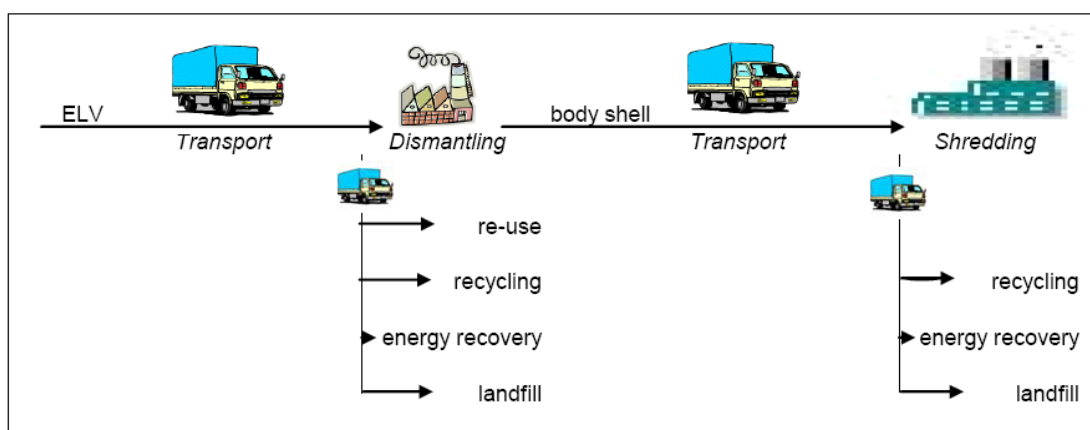 ELV
Transport
Dismantling
body shell
Transport
Shredding
re-use
recycling
energy recovery
landfill
recycling
energy recovery
landfill